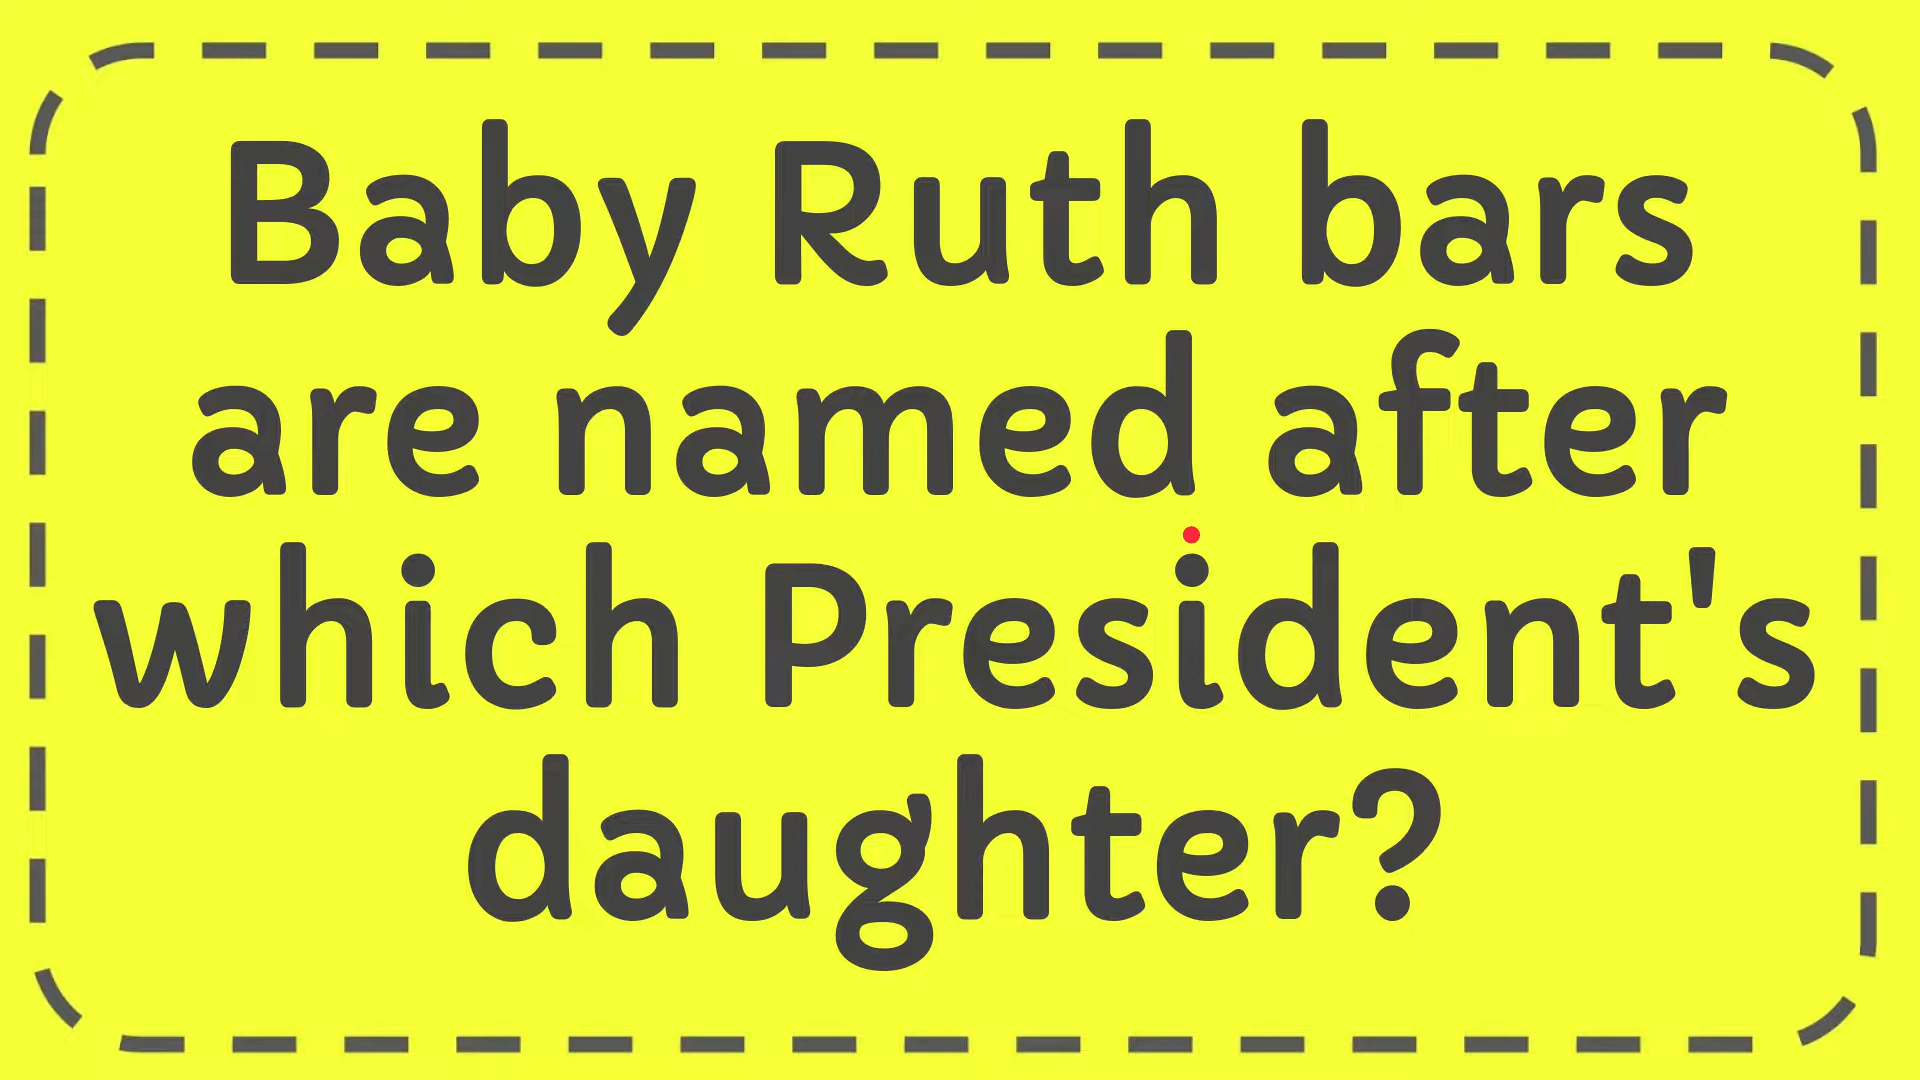 Baby Ruth bars
are named after
which President's
daughter?